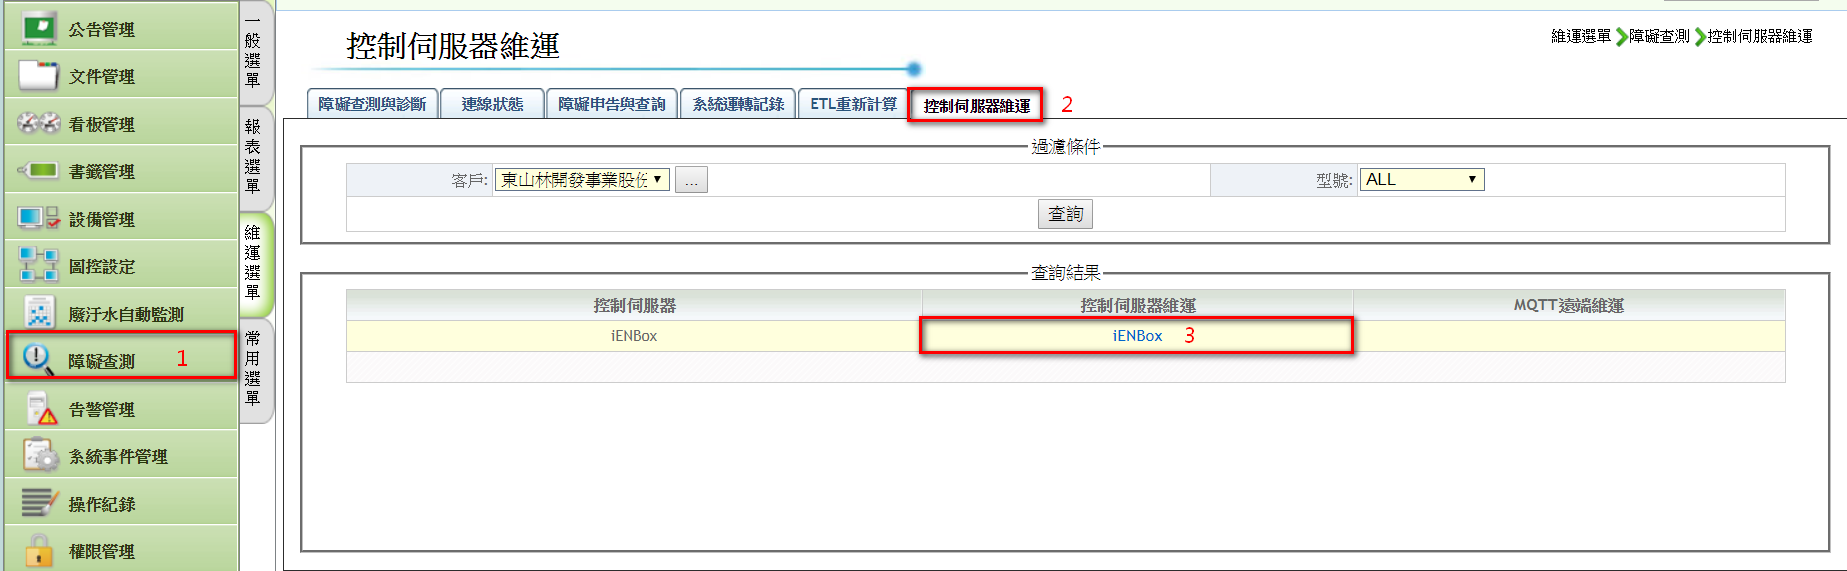 公告管理
文件管理
看板管理
書籤管理
設備管理
圖控設定
廢汙水自動監測
障礙查測 1
告警管理
系統事件管理
操作紀錄
權限管理
一般選單
報表選單
維運選單
常用選單
控制伺服器維運
維運選單 障礙查測 控制伺服器維運
障礙查測與診斷 連線狀態 障礙申告與查詢 系統運轉記錄 ETL重新計算 控制伺服器維運 2
過濾條件
客戶: 東山林開發事業股份 ... 型號: ALL
查詢
查詢結果
控制伺服器 控制伺服器維運 MQTT遠端維運
iENBox iENBox 3